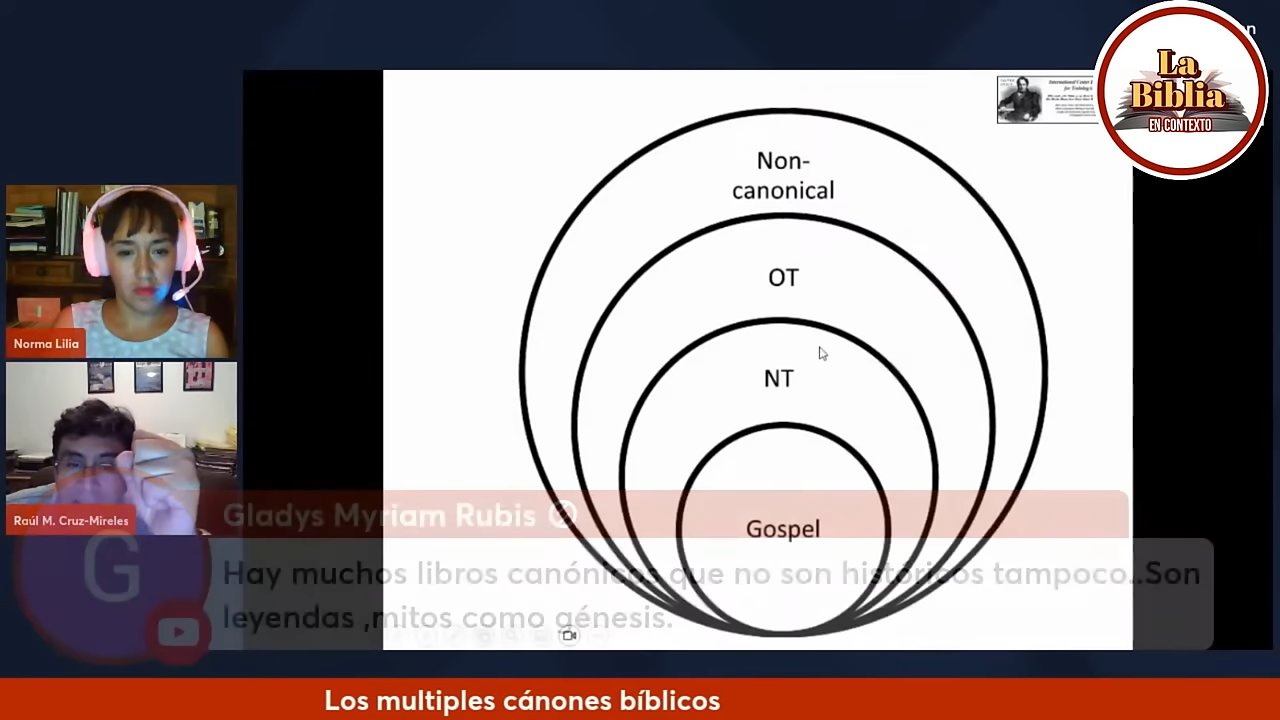 La
Biblia
EN CONTEXTO
Non-
canonical
OT
NT
Gospel
Norma Lilia
Raúl M. Cruz-Mireles
G
Gladys Myriam Rubis
Hay muchos libros canónicos que no son históricos tampoco..Son
leyendas ,mitos como génesis.
Los multiples cánones bíblicos